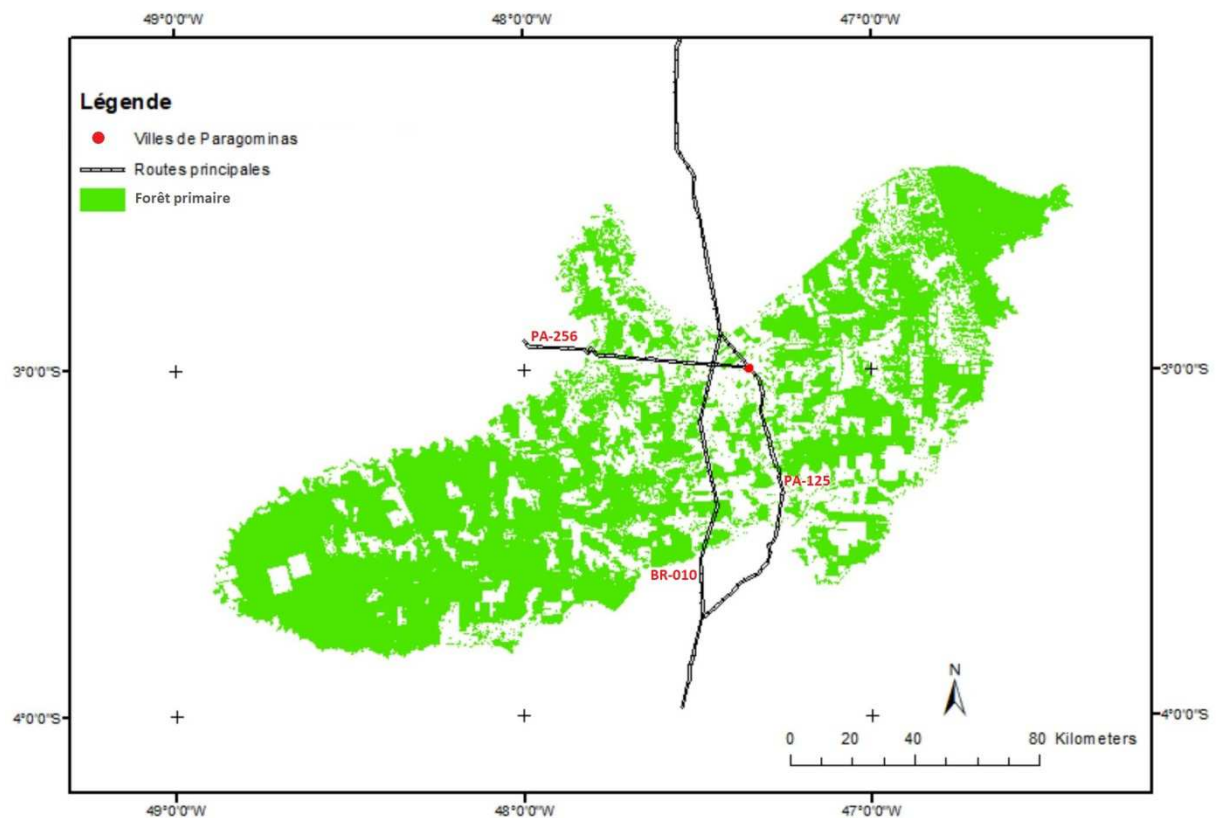 49°0'0"W 48°0'0"W 47°0'0"W
Légende
Villes de Paragominas
Routes principales
Forêt primaire
PA-256
3°0'0"S 3°0'0"S
PA-125
BR-010
N
4°0'0"S 4°0'0"S
0 20 40 80 Kilometers
49°0'0"W 48°0'0"W 47°0'0"W